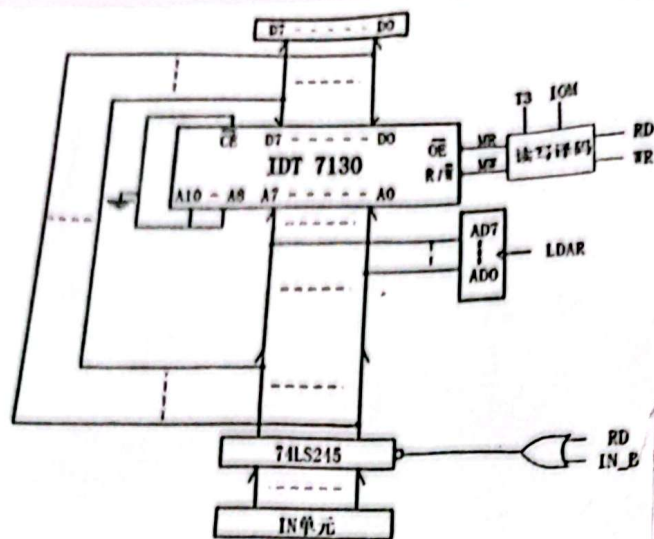 D7 - - - - - D0
T3 IOM
CE D7 - - - - - D0 OE MR RD
IDT 7130 读写译码
R/W MW WR
A10 - A8 A7 - - - - - A0
AD7
LDAR
AD0
74LS245 RD
IN_B
IN单元